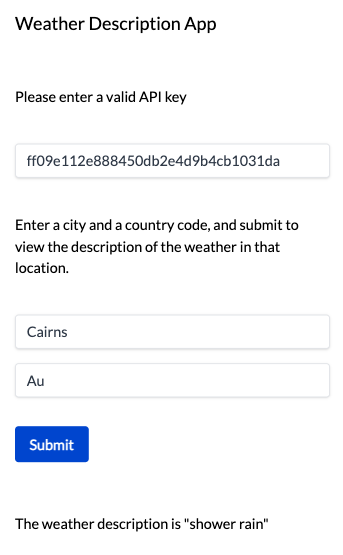 Weather Description App
Please enter a valid API key
ff09e112e888450db2e4d9b4cb1031da
Enter a city and a country code, and submit to
view the description of the weather in that
location.
Cairns
Au
Submit
The weather description is "shower rain"